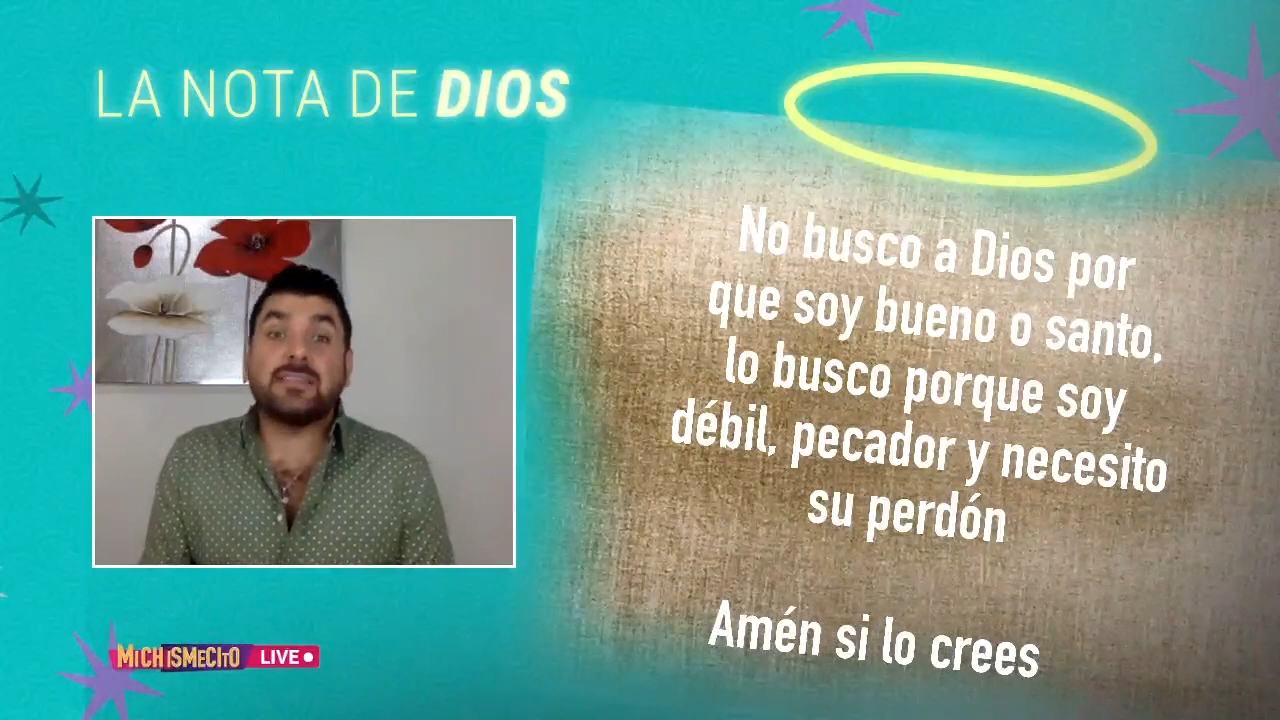 LA NOTA DE DIOS
No busco a Dios por
que soy bueno o santo,
lo busco porque soy
débil, pecador y necesito
su perdón
Amén si lo crees
MICHISMECITO LIVE